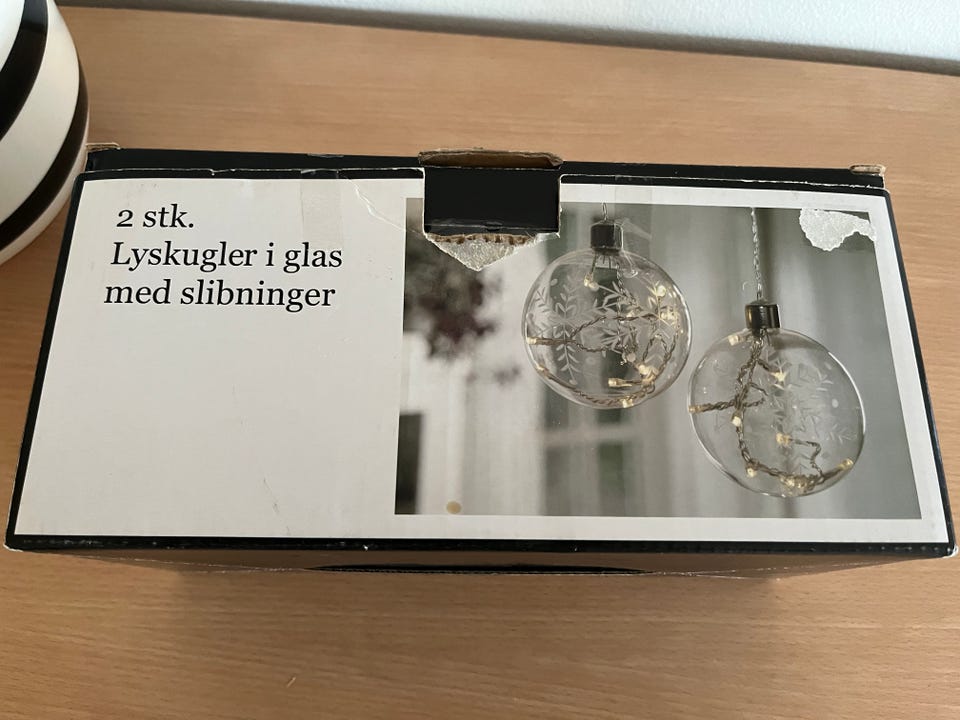 2 stk.
Lyskugler i glas
med slibninger